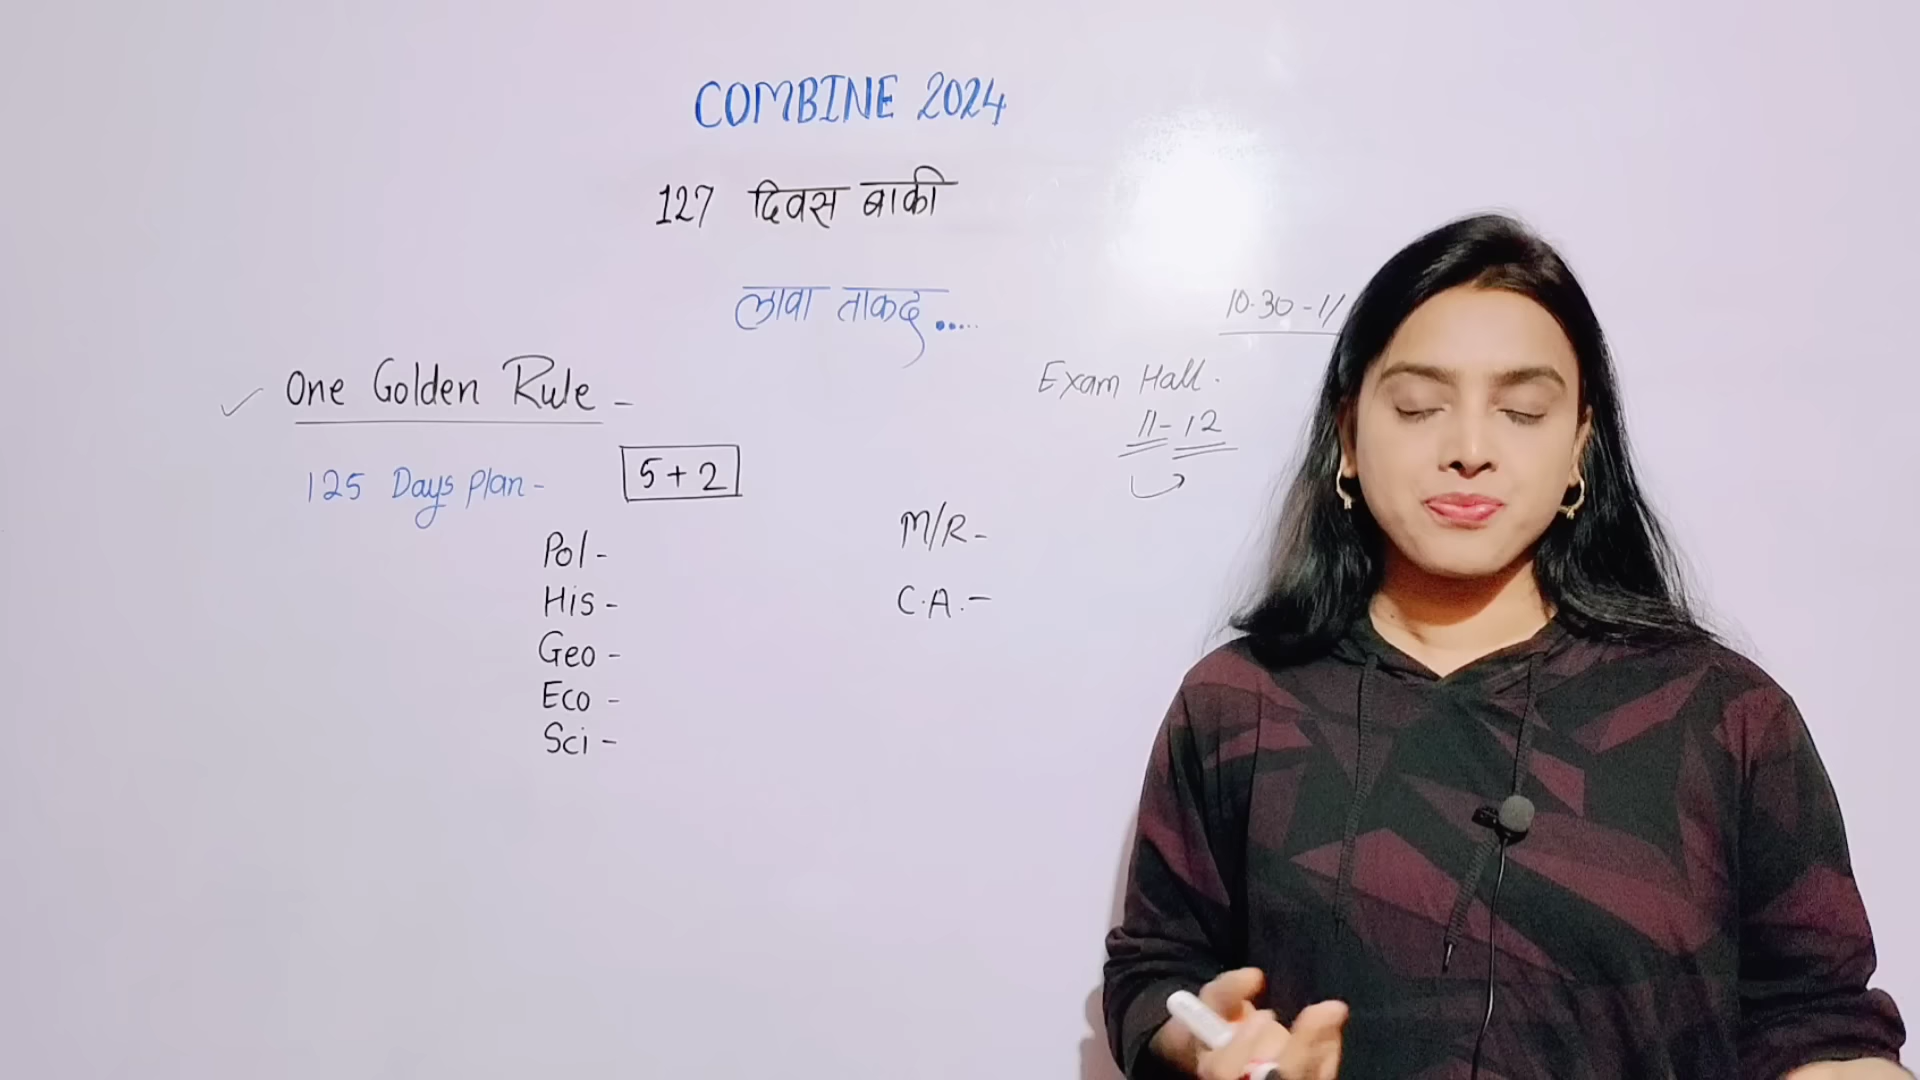 COMBINE 2024
127 दिवस बाकी
लावा ताकद.....
10.30 - 11
✓ One Golden Rule -
Exam Hall.
11 - 12
125 Days Plan - 5 + 2
Pol -
His -
Geo -
Eco -
Sci -
M/R -
C.A. -